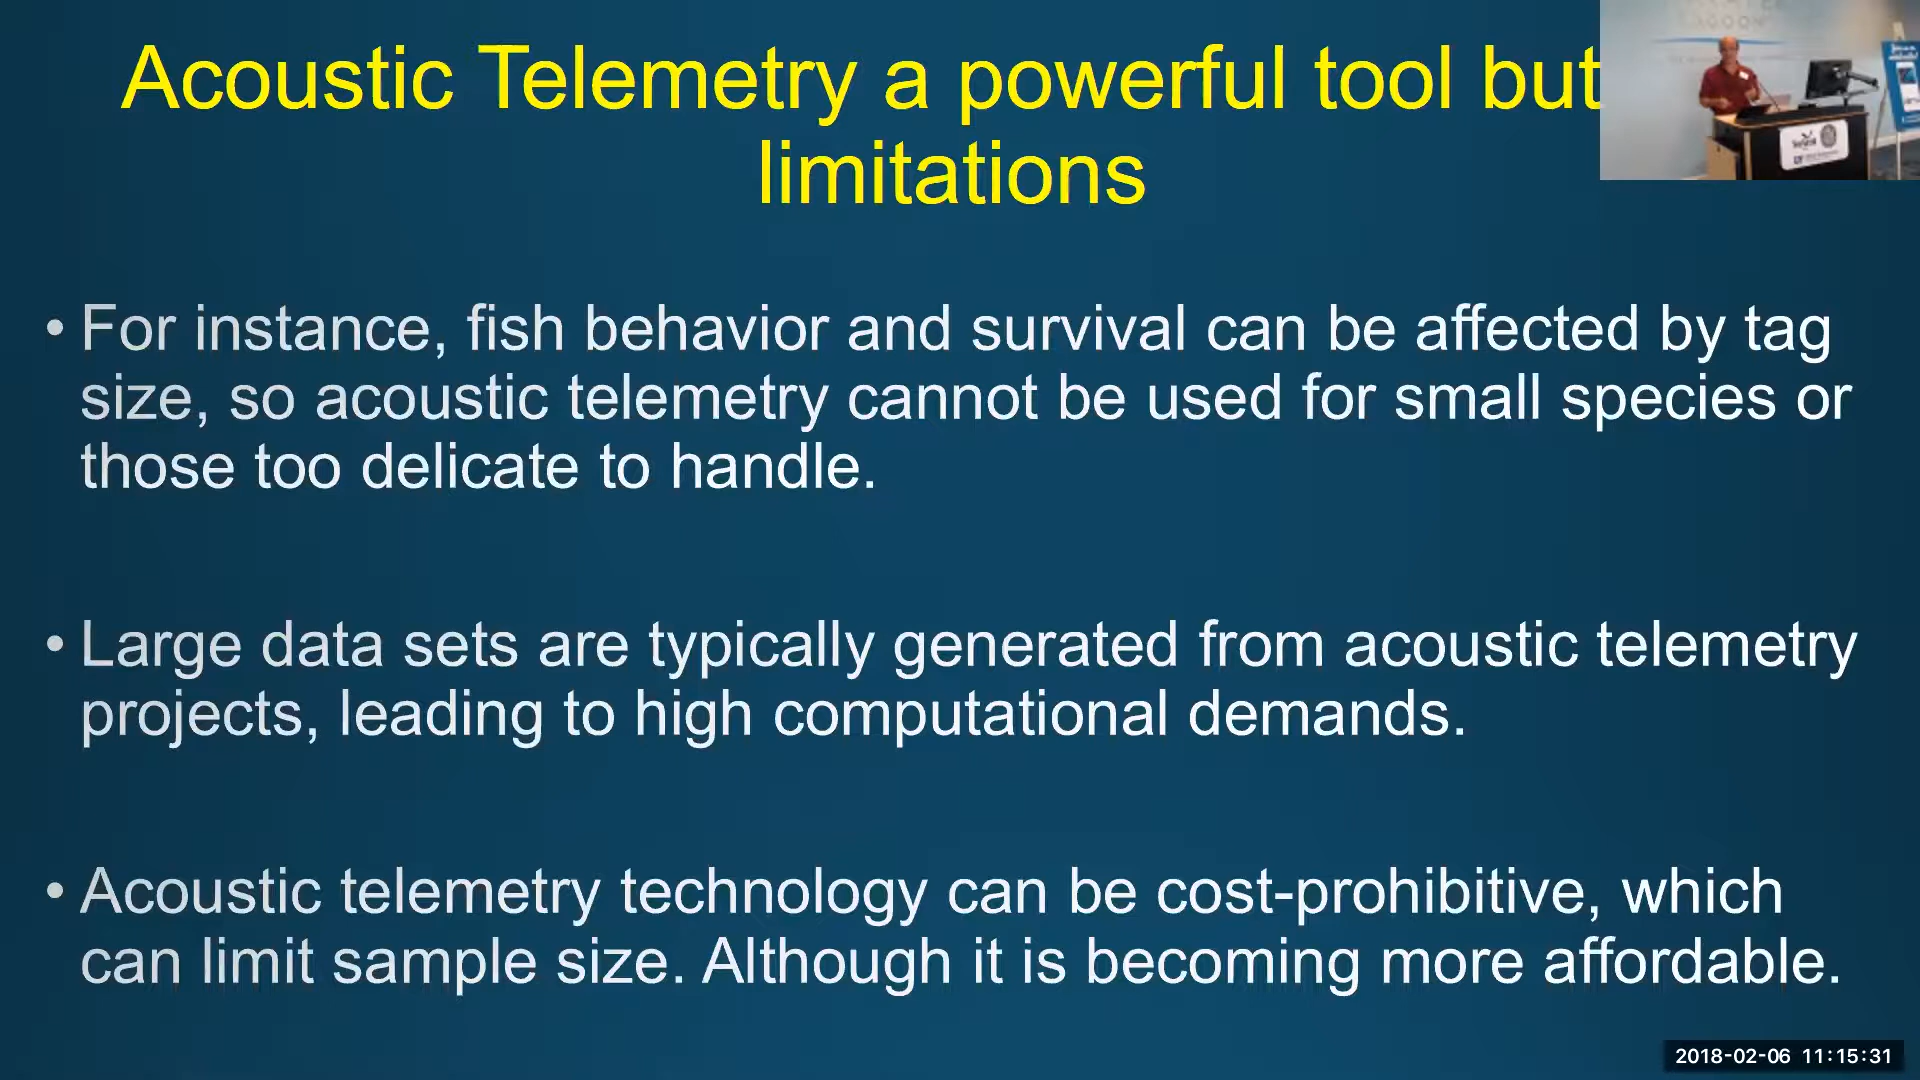 Acoustic Telemetry a powerful tool but
limitations
LAGOON
• For instance, fish behavior and survival can be affected by tag
size, so acoustic telemetry cannot be used for small species or
those too delicate to handle.
• Large data sets are typically generated from acoustic telemetry
projects, leading to high computational demands.
• Acoustic telemetry technology can be cost-prohibitive, which
can limit sample size. Although it is becoming more affordable.
2018-02-06 11:15:31